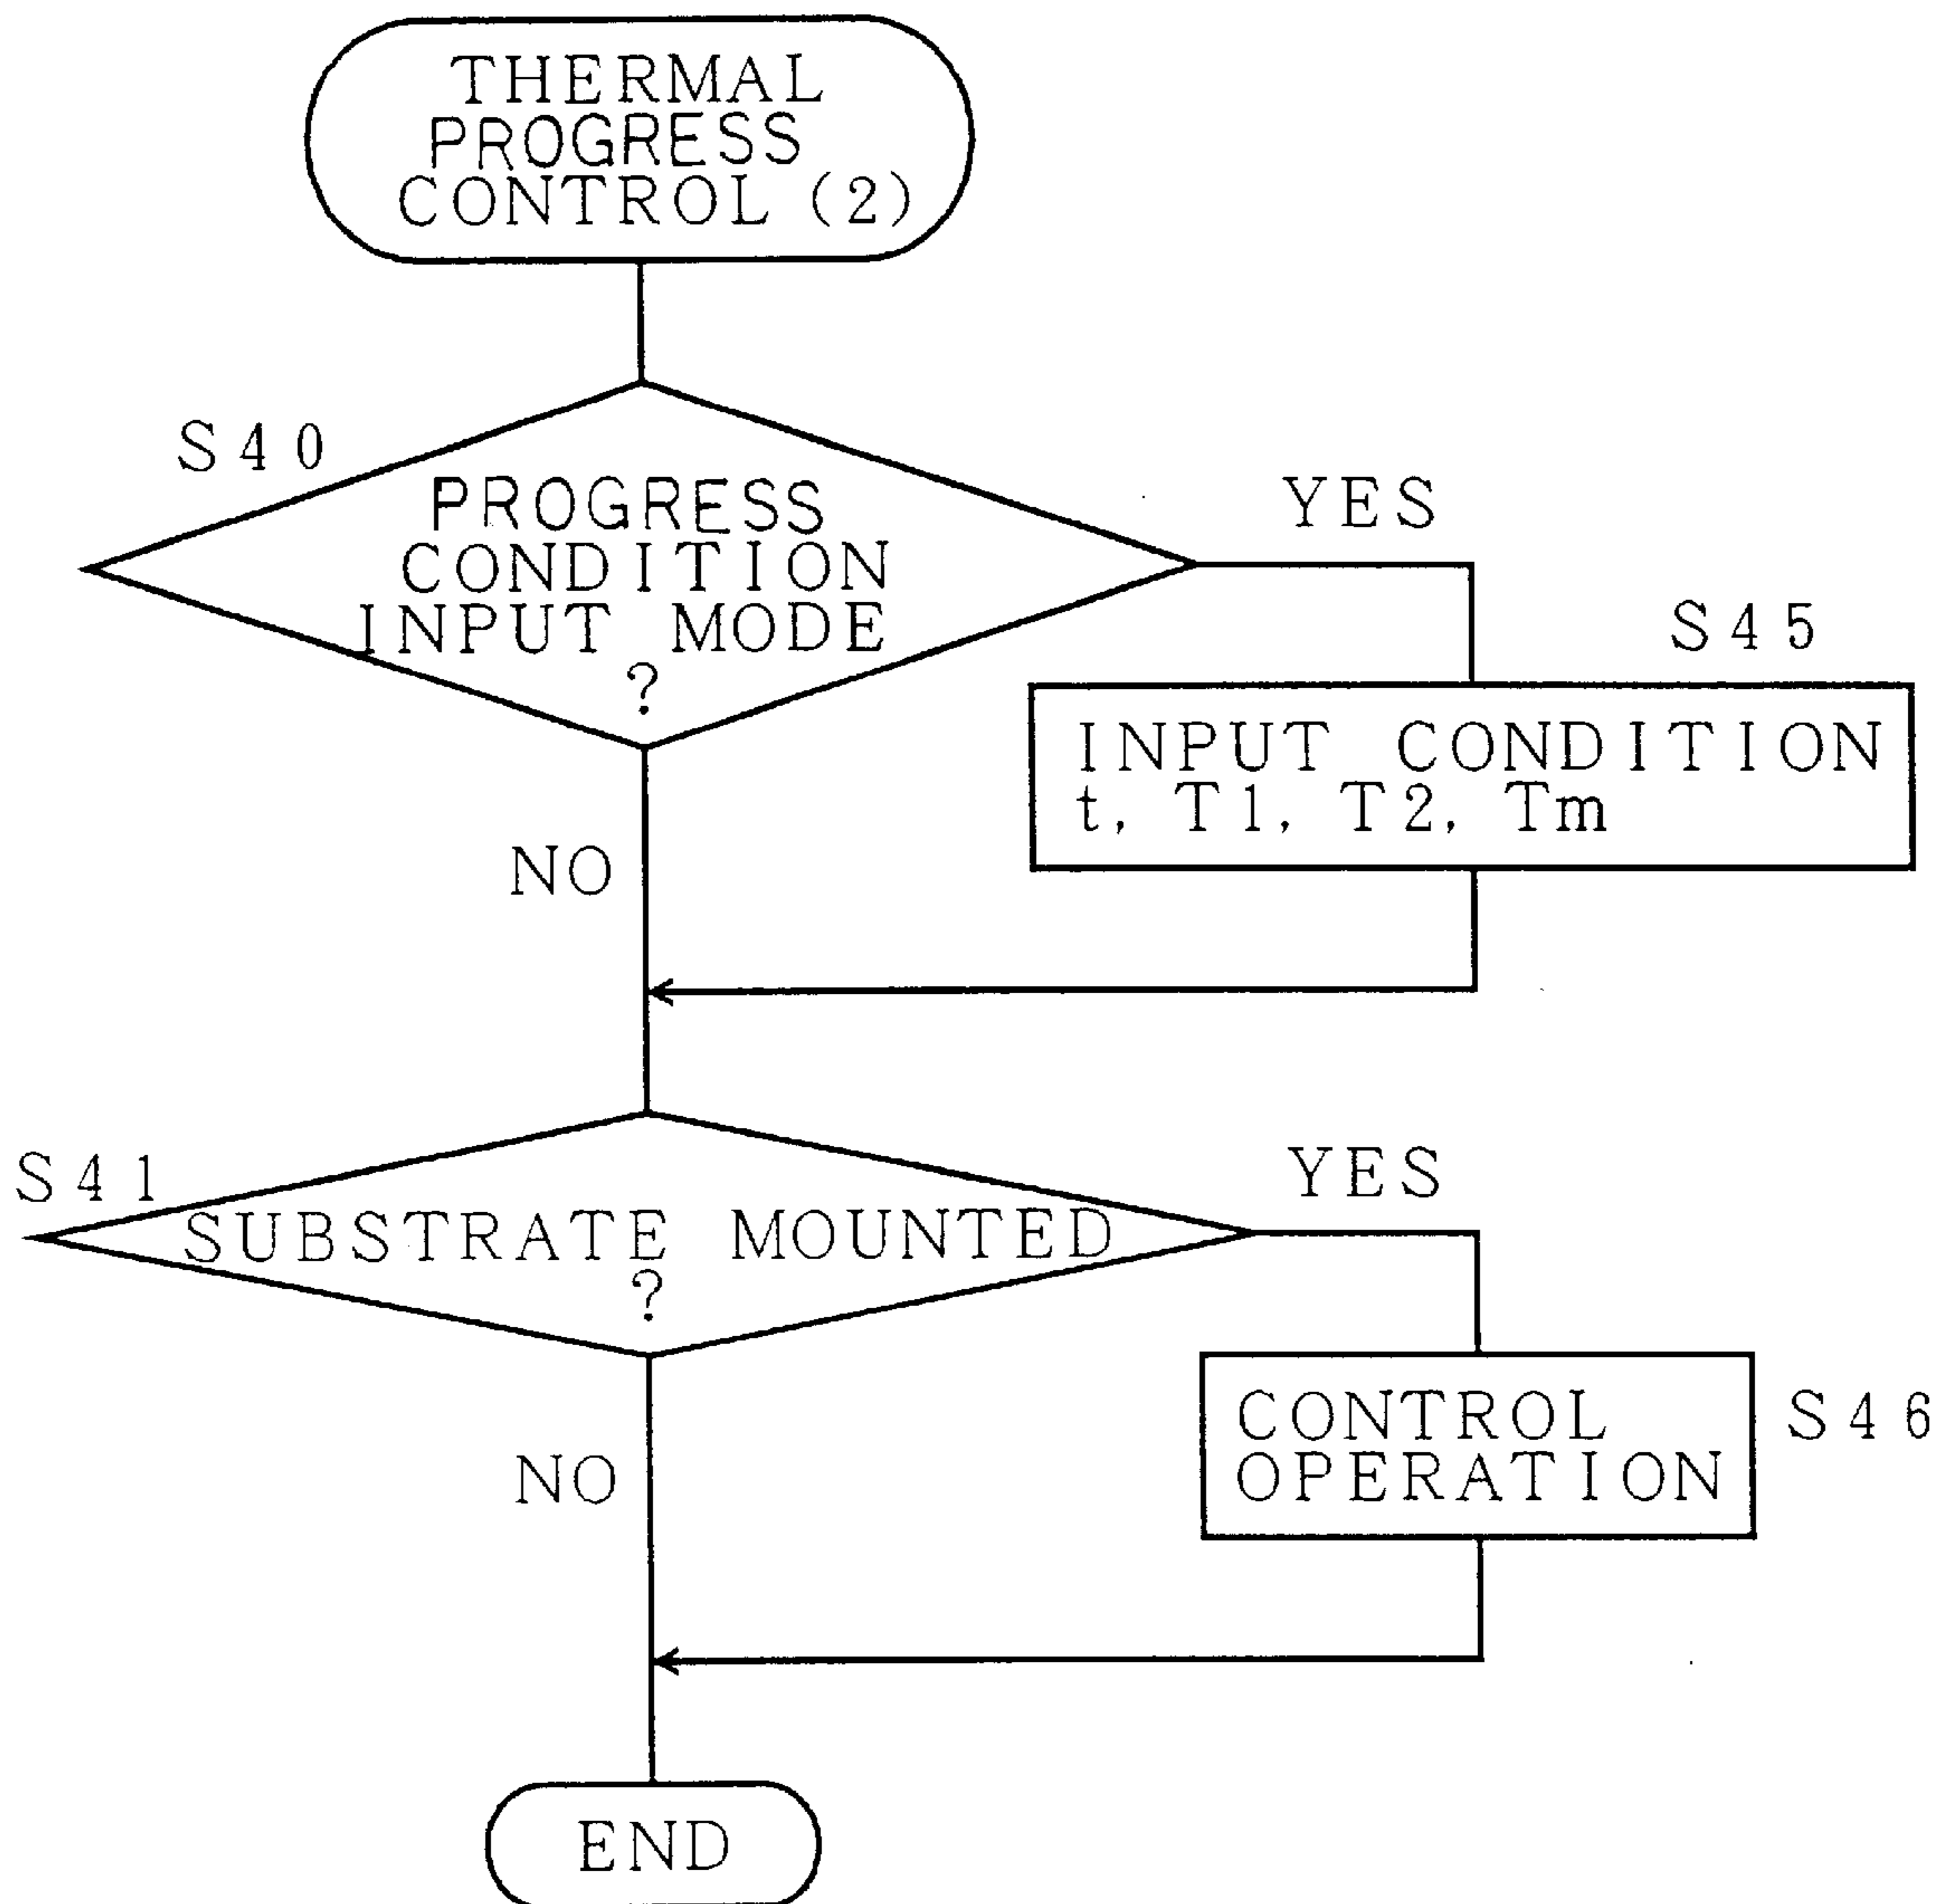 THERMAL
PROGRESS
CONTROL (2)
S40
PROGRESS
CONDITION
INPUT MODE
?
YES
S45
INPUT CONDITION
t, T1, T2, Tm
NO
S41
SUBSTRATE MOUNTED
?
YES
CONTROL
OPERATION
S46
NO
END